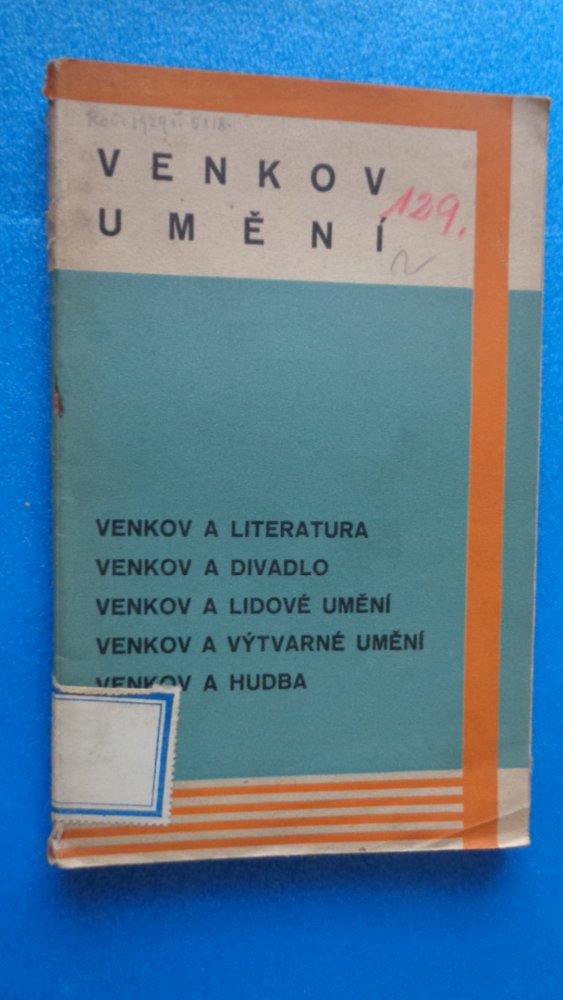 VENKOV
129.
UMĚNÍ
VENKOV A LITERATURA
VENKOV A DIVADLO
VENKOV A LIDOVÉ UMĚNÍ
VENKOV A VÝTVARNÉ UMĚNÍ
VENKOV A HUDBA